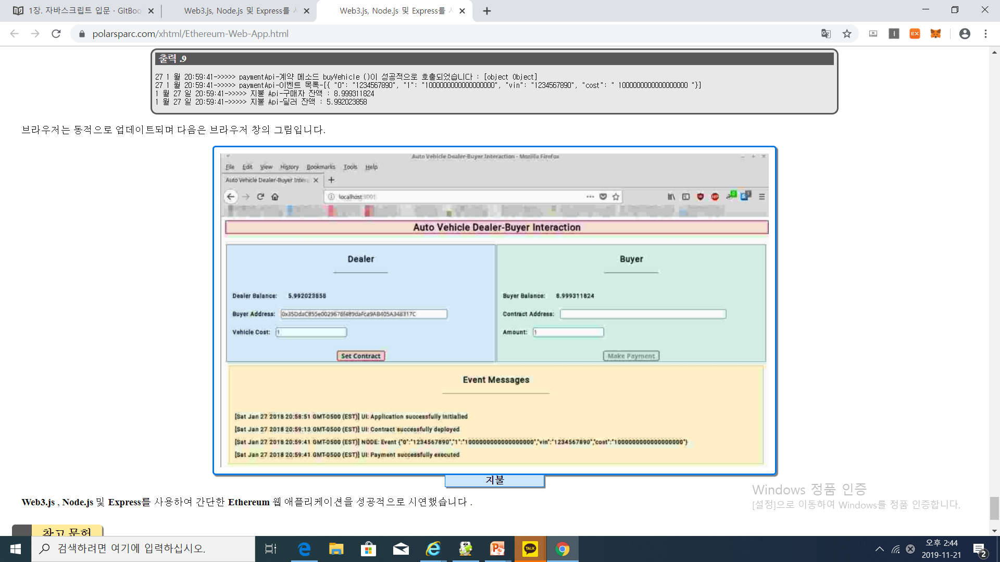 1장. 자바스크립트 입문 · GitBoo
Web3.js, Node.js 및 Express를
Web3.js, Node.js 및 Express를
polarsparc.com/xhtml/Ethereum-Web-App.html
출력 .9
27 1 월 20:59:41->>>>> paymentApi-계약 메소드 buyVehicle ()이 성공적으로 호출되었습니다 : [object Object]
27 1 월 20:59:41->>>>> paymentApi-이벤트 목록-[{ "0": "1234567890", "1": "1000000000000000000", "vin": "1234567890", "cost": " 1000000000000000000 "}]
1 월 27 일 20:59:41->>>>> 지불 Api-구매자 잔액 : 8.999311824
1 월 27 일 20:59:41->>>>> 지불 Api-딜러 잔액 : 5.992023858
브라우저는 동적으로 업데이트되며 다음은 브라우저 창의 그림입니다.
Auto Vehicle Dealer-Buyer Interaction - Mozilla Firefox
File Edit View History Bookmarks Tools Help
Auto Vehicle Dealer-Buyer Inter
localhost:9001
Auto Vehicle Dealer-Buyer Interaction
Dealer
Buyer
Dealer Balance: 5.992023858
Buyer Balance: 8.999311824
Buyer Address: 0x35DdaC855e0029676f489daFca9AB405A348317C
Contract Address:
Vehicle Cost: 1
Amount: 1
Set Contract
Make Payment
Event Messages
[Sat Jan 27 2018 20:58:51 GMT-0500 (EST)] UI: Application successfully initialied
[Sat Jan 27 2018 20:59:13 GMT-0500 (EST)] UI: Contract successfully deployed
[Sat Jan 27 2018 20:59:41 GMT-0500 (EST)] NODE: Event {"0":"1234567890","1":"1000000000000000000","vin":"1234567890","cost":"1000000000000000000"}
[Sat Jan 27 2018 20:59:41 GMT-0500 (EST)] UI: Payment successfully executed
지불
Web3.js , Node.js 및 Express를 사용하여 간단한 Ethereum 웹 애플리케이션을 성공적으로 시연했습니다 .
Windows 정품 인증
[설정]으로 이동하여 Windows를 정품 인증합니다.
참고 문헌
검색하려면 여기에 입력하십시오.
TALK
오후 2:44
2019-11-21
2